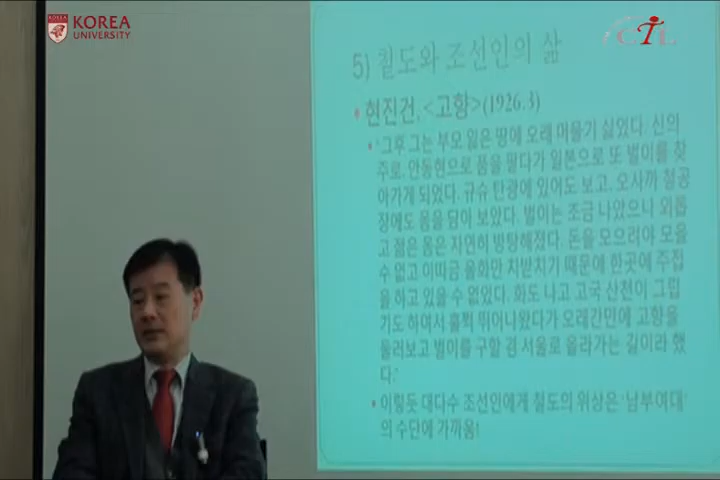 KOREA
UNIVERSITY
CTL
5) 철도와 조선인의 삶
현진건, <고향>(1926.3)
"그후 그는 부모 잃은 땅에 오래 머물기 싫었다. 신의
주로, 안동현으로 품을 팔다가 일본으로 또 벌이를 찾
아가게 되었다. 규슈 탄광에 있어도 보고, 오사까 철공
장에도 몸을 담아 보았다. 벌이는 조금 나았으나 외롭
고 젊은 몸은 자연히 방탕해졌다. 돈을 모으려야 모을
수 없고 이따금 울화만 치받치기 때문에 한곳에 주접
을 하고 있을 수 없었다. 화도 나고 고국 산천이 그립
기도 하여서 훌쩍 뛰어나왔다가 오래간만에 고향을
둘러보고 벌이를 구할 겸 서울로 올라가는 길이라 했
다."
이렇듯 대다수 조선인에게 철도의 위상은 '남부여대'
의 수단에 가까움!